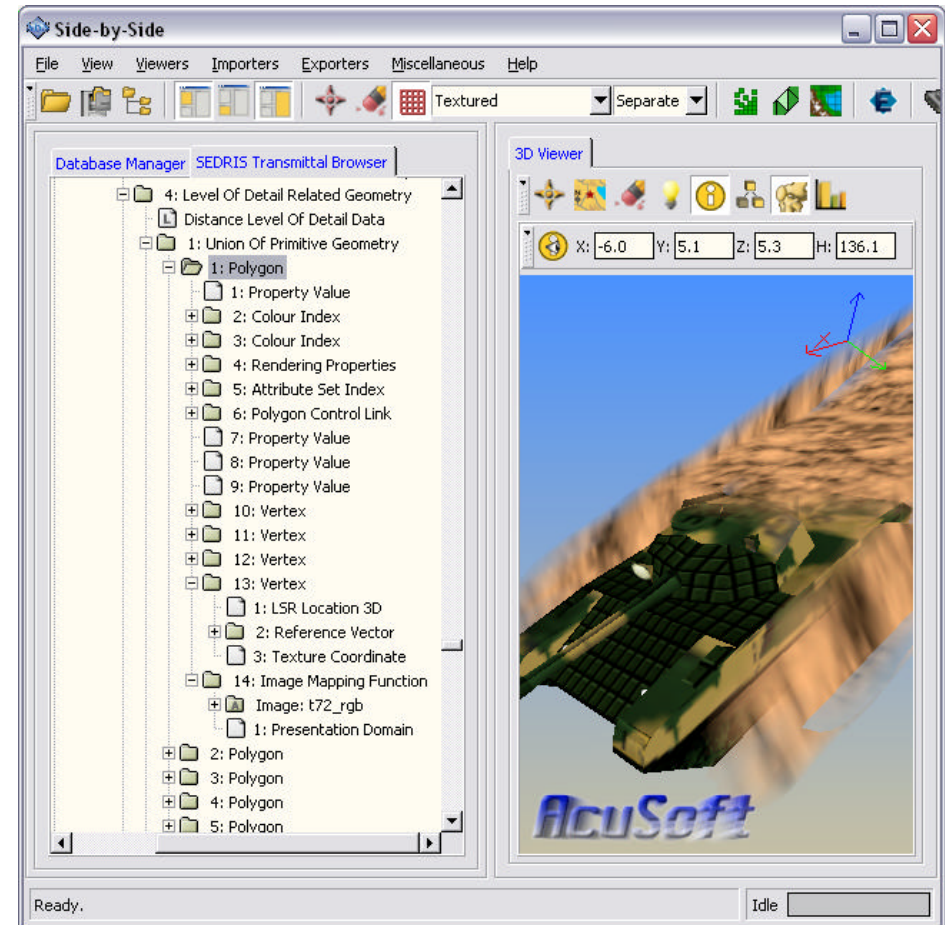 Side-by-Side
File View Viewers Importers Exporters Miscellaneous Help
Textured Separate
Database Manager SEDRIS Transmittal Browser
4: Level Of Detail Related Geometry
L Distance Level Of Detail Data
1: Union Of Primitive Geometry
1: Polygon
1: Property Value
2: Colour Index
3: Colour Index
4: Rendering Properties
5: Attribute Set Index
6: Polygon Control Link
7: Property Value
8: Property Value
9: Property Value
10: Vertex
11: Vertex
12: Vertex
13: Vertex
1: LSR Location 3D
2: Reference Vector
3: Texture Coordinate
14: Image Mapping Function
A Image: t72_rgb
1: Presentation Domain
2: Polygon
3: Polygon
4: Polygon
5: Polygon
3D Viewer
X: -6.0 Y: 5.1 Z: 5.3 H: 136.1
X
AcuSoft
Ready.
Idle